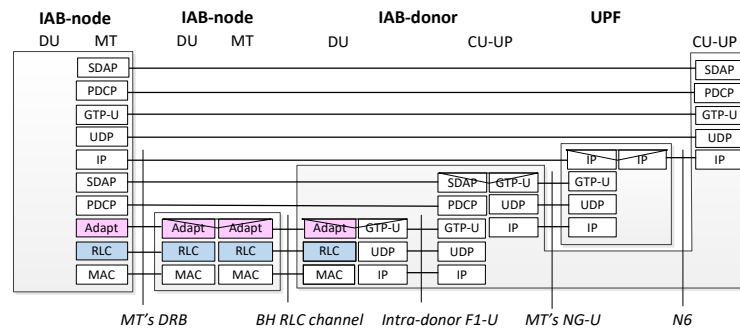 IAB-node IAB-node IAB-donor UPF
DU MT DU MT DU CU-UP CU-UP
SDAP SDAP
PDCP PDCP
GTP-U GTP-U
UDP UDP
IP IP IP IP
SDAP SDAP GTP-U GTP-U
PDCP PDCP UDP UDP
Adapt Adapt Adapt Adapt GTP-U GTP-U IP IP
RLC RLC RLC RLC UDP UDP
MAC MAC MAC MAC IP IP
MT's DRB BH RLC channel Intra-donor F1-U MT's NG-U N6